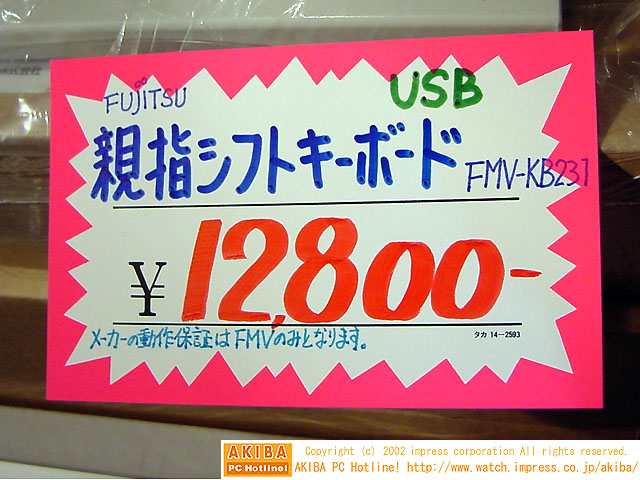 FUJITSU
USB
親指シフトキーボード FMV-KB231
¥12,800-
メーカーの動作保証はFMVのみとなります。
タカ 14-2593
AKIBA
PC Hotline!
Copyright (c) 2002 impress corporation All rights reserved.
AKIBA PC Hotline! http://www.watch.impress.co.jp/akiba/